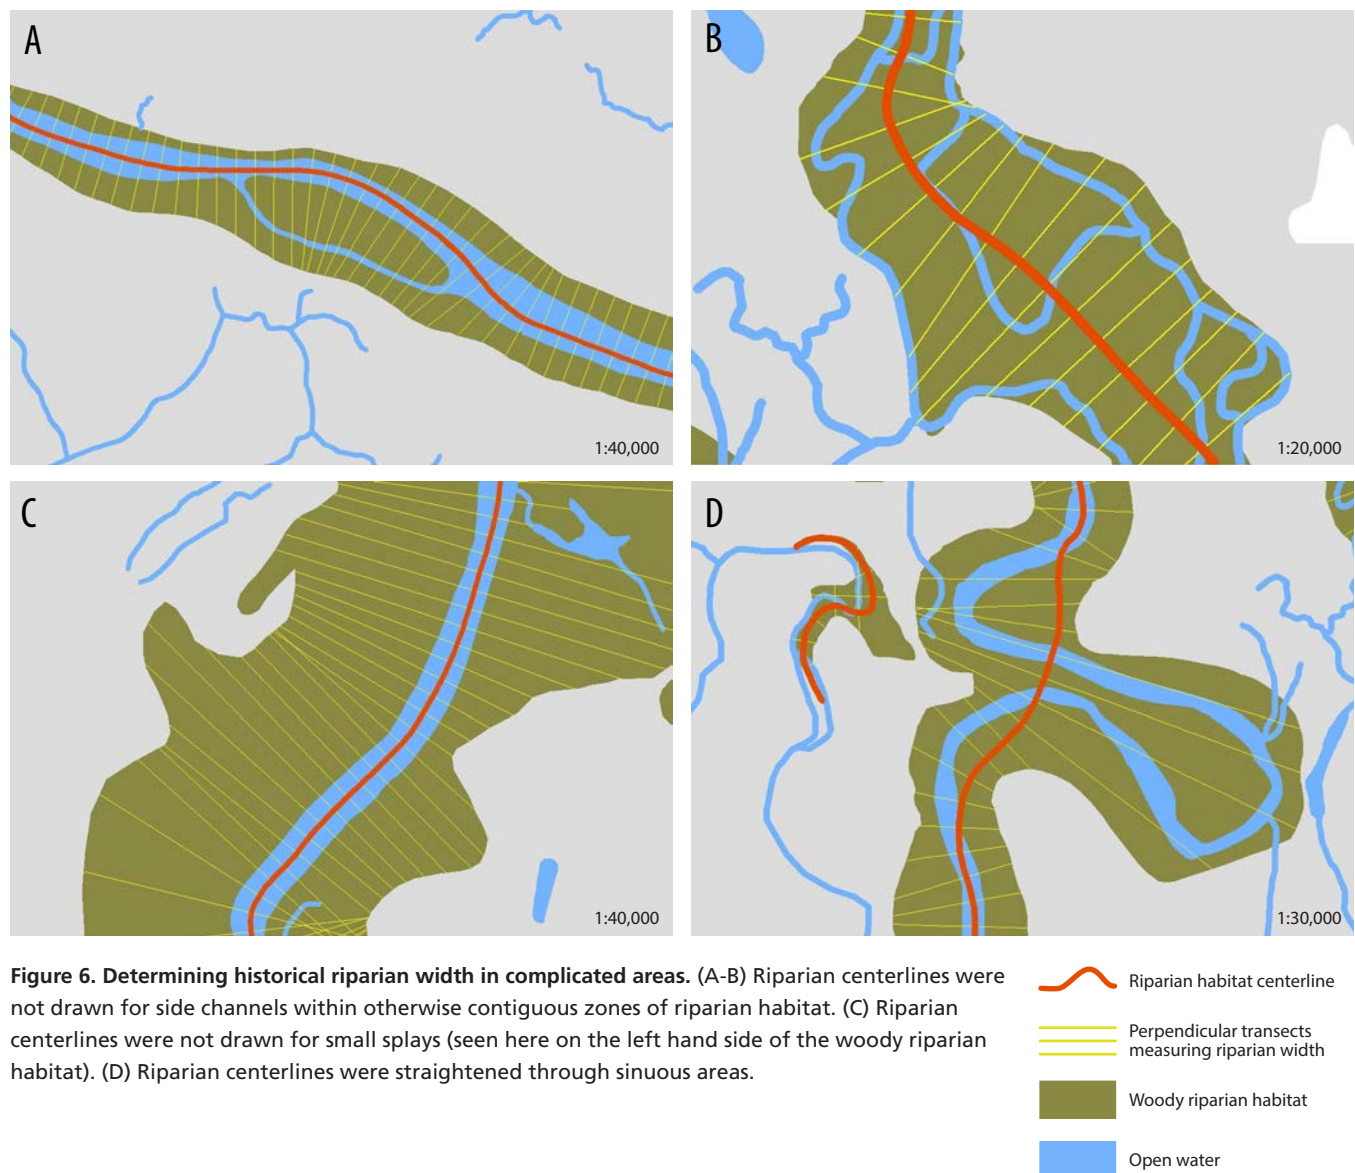 A
1:40,000
B
1:20,000
C
1:40,000
D
1:30,000
Figure 6. Determining historical riparian width in complicated areas. (A-B) Riparian centerlines were
not drawn for side channels within otherwise contiguous zones of riparian habitat. (C) Riparian
centerlines were not drawn for small splays (seen here on the left hand side of the woody riparian
habitat). (D) Riparian centerlines were straightened through sinuous areas.
Riparian habitat centerline
Perpendicular transects
measuring riparian width
Woody riparian habitat
Open water